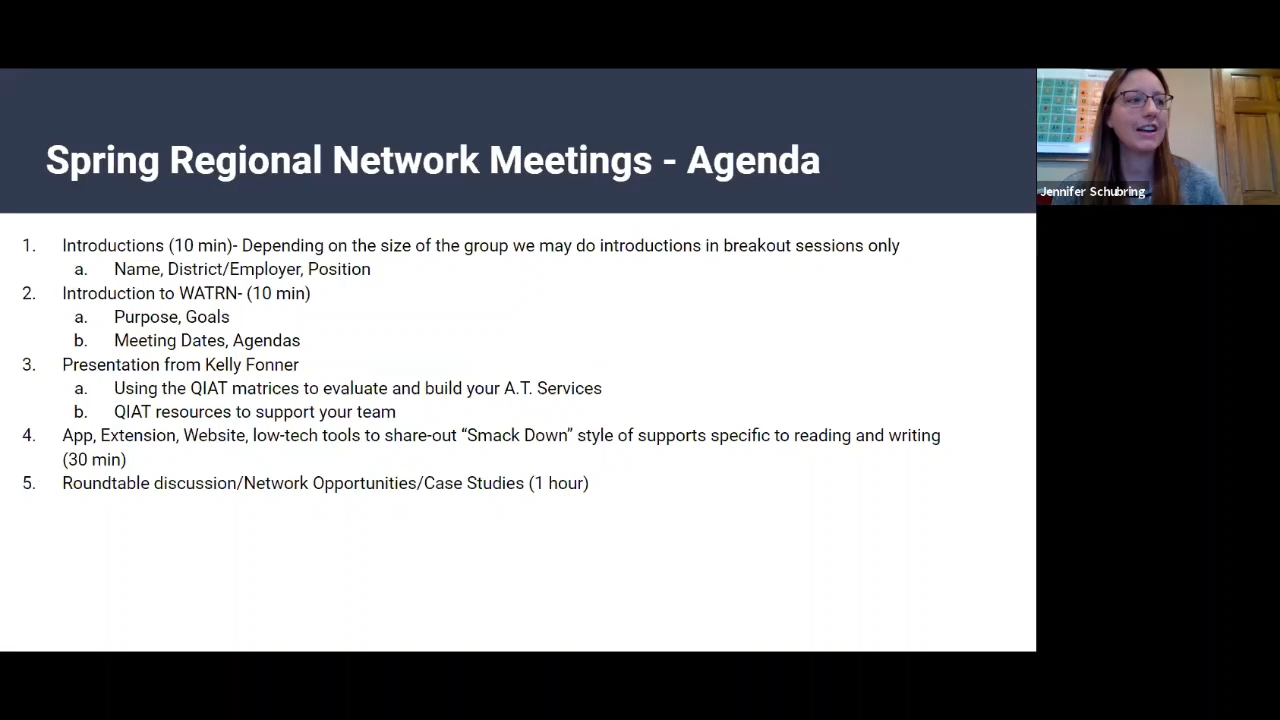 Spring Regional Network Meetings - Agenda
Jennifer Schubring
1. Introductions (10 min)- Depending on the size of the group we may do introductions in breakout sessions only
a. Name, District/Employer, Position
2. Introduction to WATRN- (10 min)
a. Purpose, Goals
b. Meeting Dates, Agendas
3. Presentation from Kelly Fonner
a. Using the QIAT matrices to evaluate and build your A.T. Services
b. QIAT resources to support your team
4. App, Extension, Website, low-tech tools to share-out “Smack Down” style of supports specific to reading and writing
(30 min)
5. Roundtable discussion/Network Opportunities/Case Studies (1 hour)